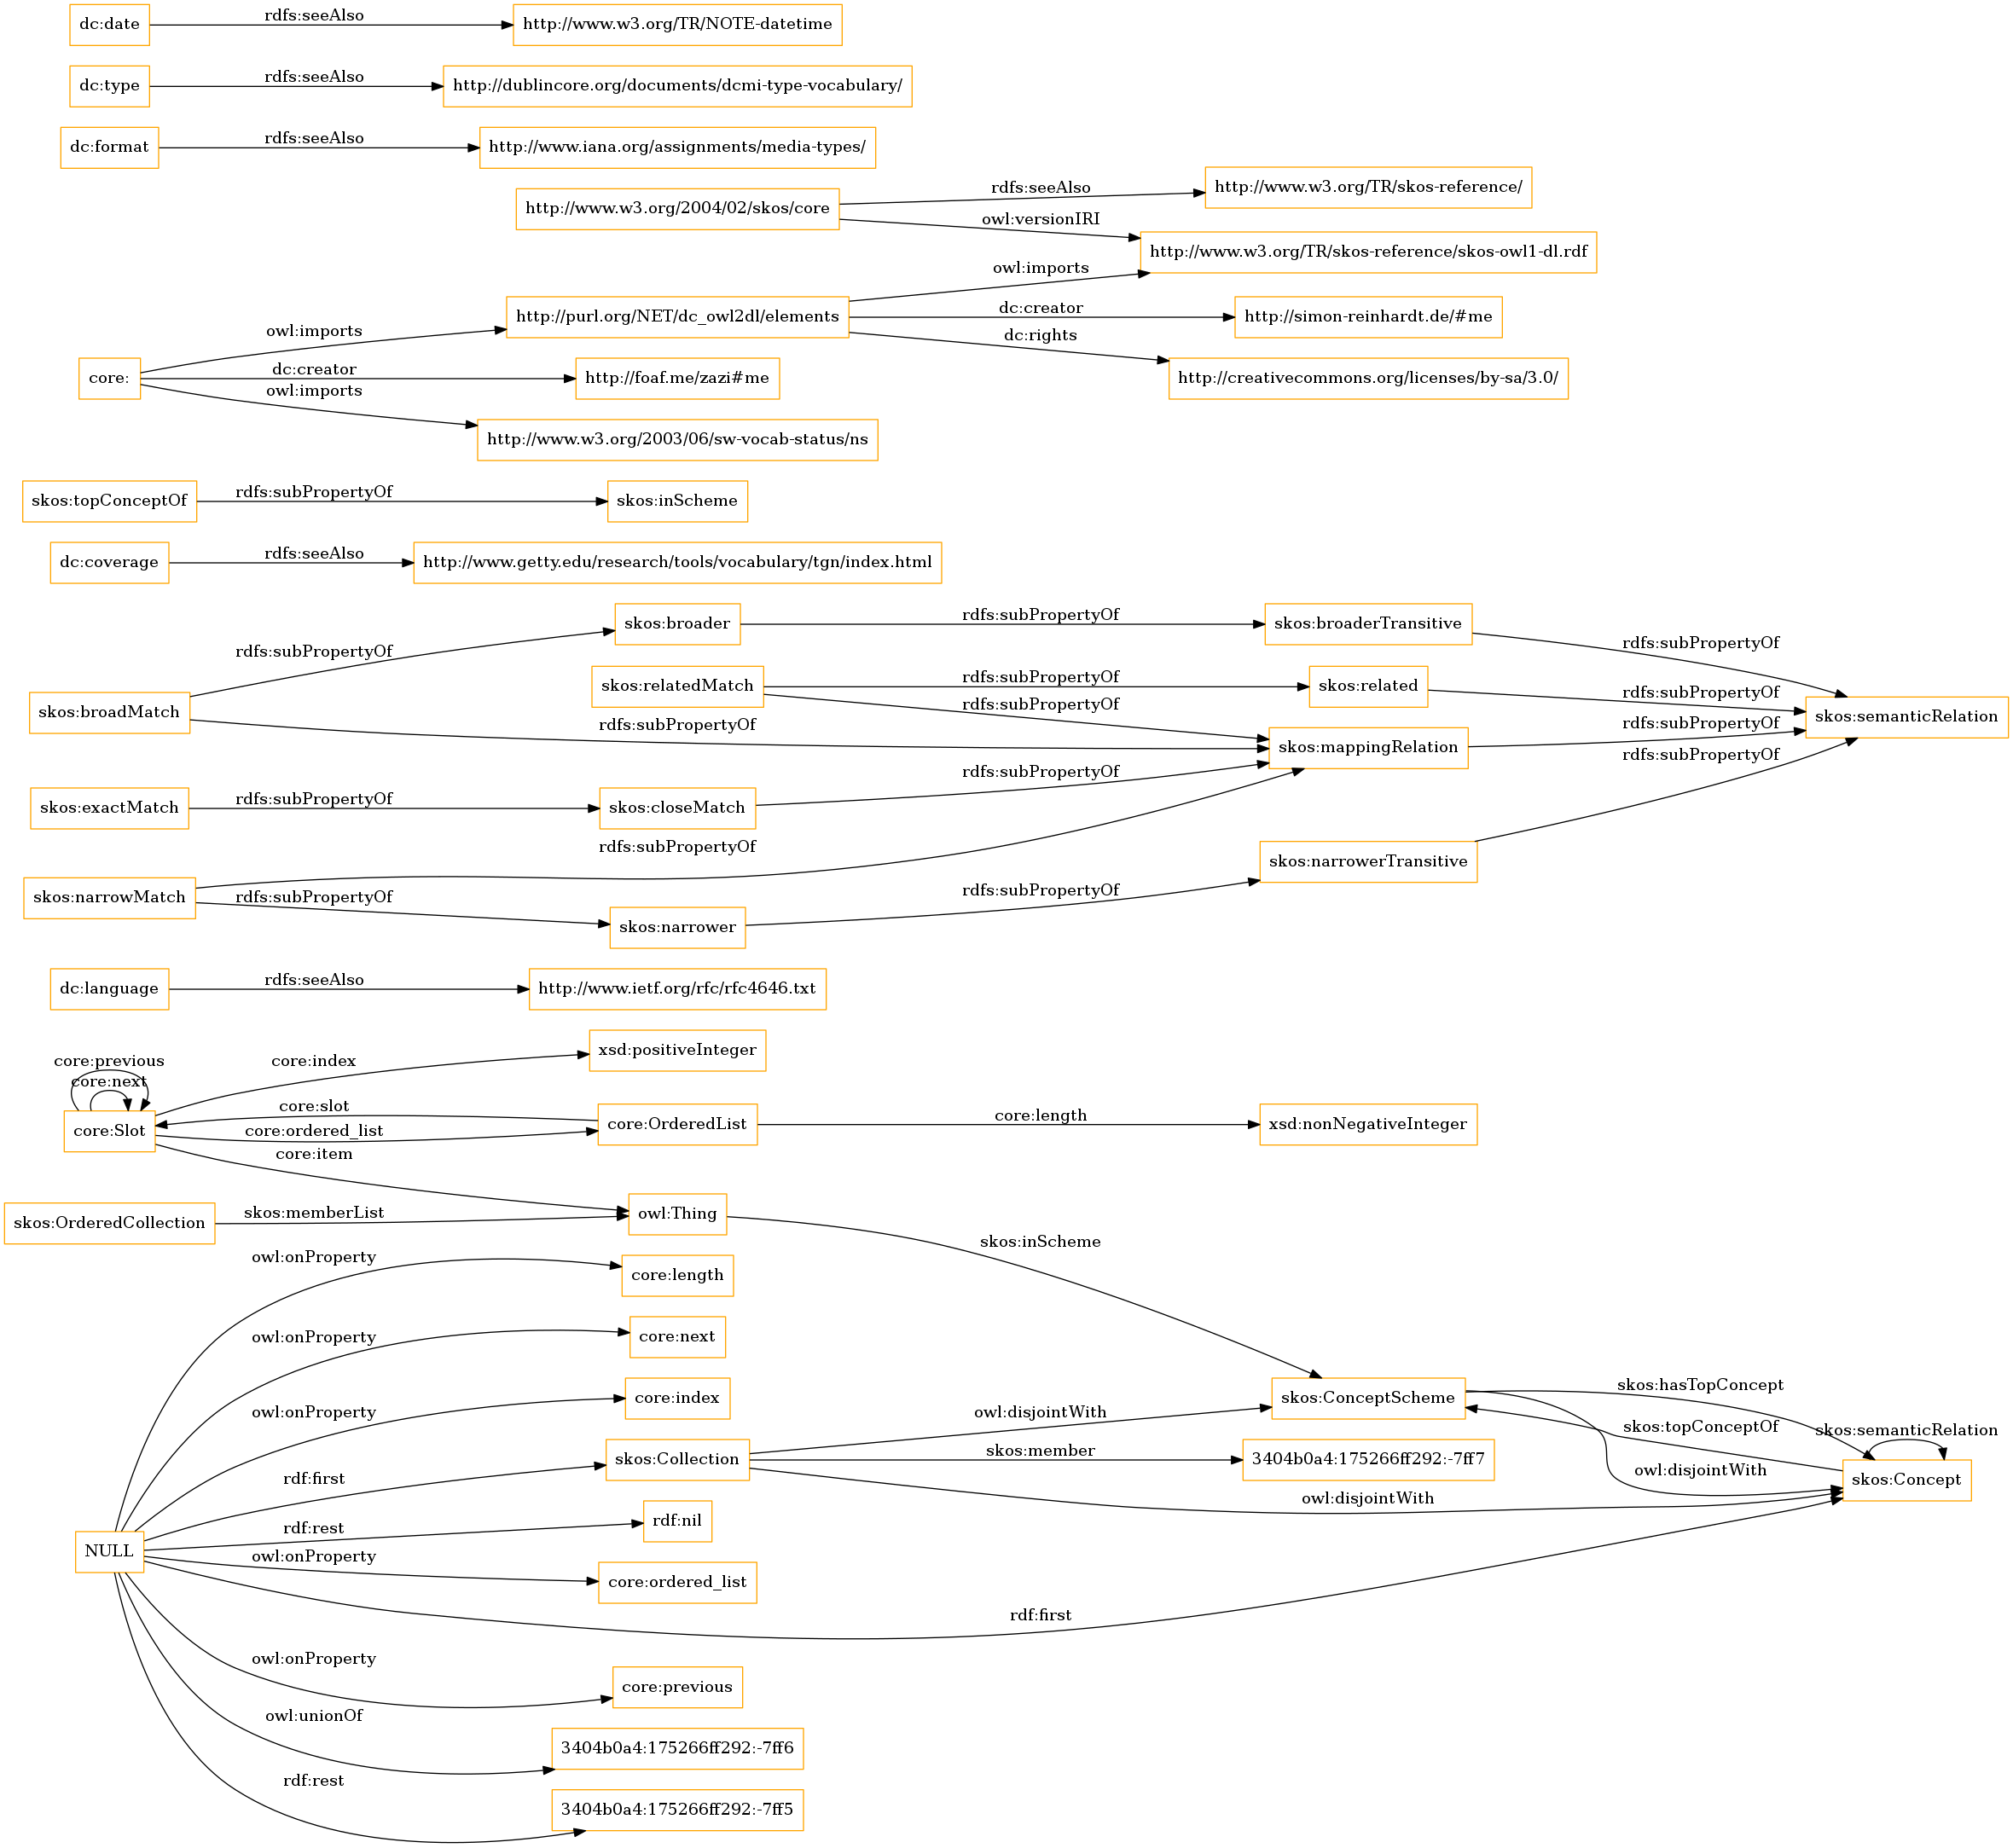 dc:date
rdfs:seeAlso
http://www.w3.org/TR/NOTE-datetime
dc:type
rdfs:seeAlso
http://dublincore.org/documents/dcmi-type-vocabulary/
dc:format
rdfs:seeAlso
http://www.iana.org/assignments/media-types/
http://www.w3.org/2004/02/skos/core
rdfs:seeAlso
http://www.w3.org/TR/skos-reference/
owl:versionIRI
http://www.w3.org/TR/skos-reference/skos-owl1-dl.rdf
core:
owl:imports
http://purl.org/NET/dc_owl2dl/elements
owl:imports
dc:creator
http://simon-reinhardt.de/#me
dc:rights
http://creativecommons.org/licenses/by-sa/3.0/
dc:creator
http://foaf.me/zazi#me
owl:imports
http://www.w3.org/2003/06/sw-vocab-status/ns
skos:topConceptOf
rdfs:subPropertyOf
skos:inScheme
dc:coverage
rdfs:seeAlso
http://www.getty.edu/research/tools/vocabulary/tgn/index.html
skos:broadMatch
rdfs:subPropertyOf
skos:broader
rdfs:subPropertyOf
skos:broaderTransitive
rdfs:subPropertyOf
skos:relatedMatch
rdfs:subPropertyOf
skos:related
rdfs:subPropertyOf
skos:semanticRelation
rdfs:subPropertyOf
rdfs:subPropertyOf
skos:mappingRelation
rdfs:subPropertyOf
skos:exactMatch
rdfs:subPropertyOf
skos:closeMatch
rdfs:subPropertyOf
rdfs:subPropertyOf
skos:narrowMatch
rdfs:subPropertyOf
rdfs:subPropertyOf
skos:narrower
rdfs:subPropertyOf
skos:narrowerTransitive
dc:language
rdfs:seeAlso
http://www.ietf.org/rfc/rfc4646.txt
core:previous
core:next
core:Slot
core:index
xsd:positiveInteger
core:slot
core:ordered_list
core:OrderedList
core:length
xsd:nonNegativeInteger
core:item
skos:OrderedCollection
skos:memberList
owl:Thing
skos:inScheme
owl:onProperty
core:length
owl:onProperty
core:next
owl:onProperty
core:index
skos:ConceptScheme
skos:hasTopConcept
skos:topConceptOf
skos:semanticRelation
owl:disjointWith
skos:Concept
rdf:first
skos:Collection
owl:disjointWith
skos:member
3404b0a4:175266ff292:-7ff7
owl:disjointWith
NULL
rdf:rest
rdf:nil
owl:onProperty
core:ordered_list
rdf:first
owl:onProperty
core:previous
owl:unionOf
3404b0a4:175266ff292:-7ff6
rdf:rest
3404b0a4:175266ff292:-7ff5